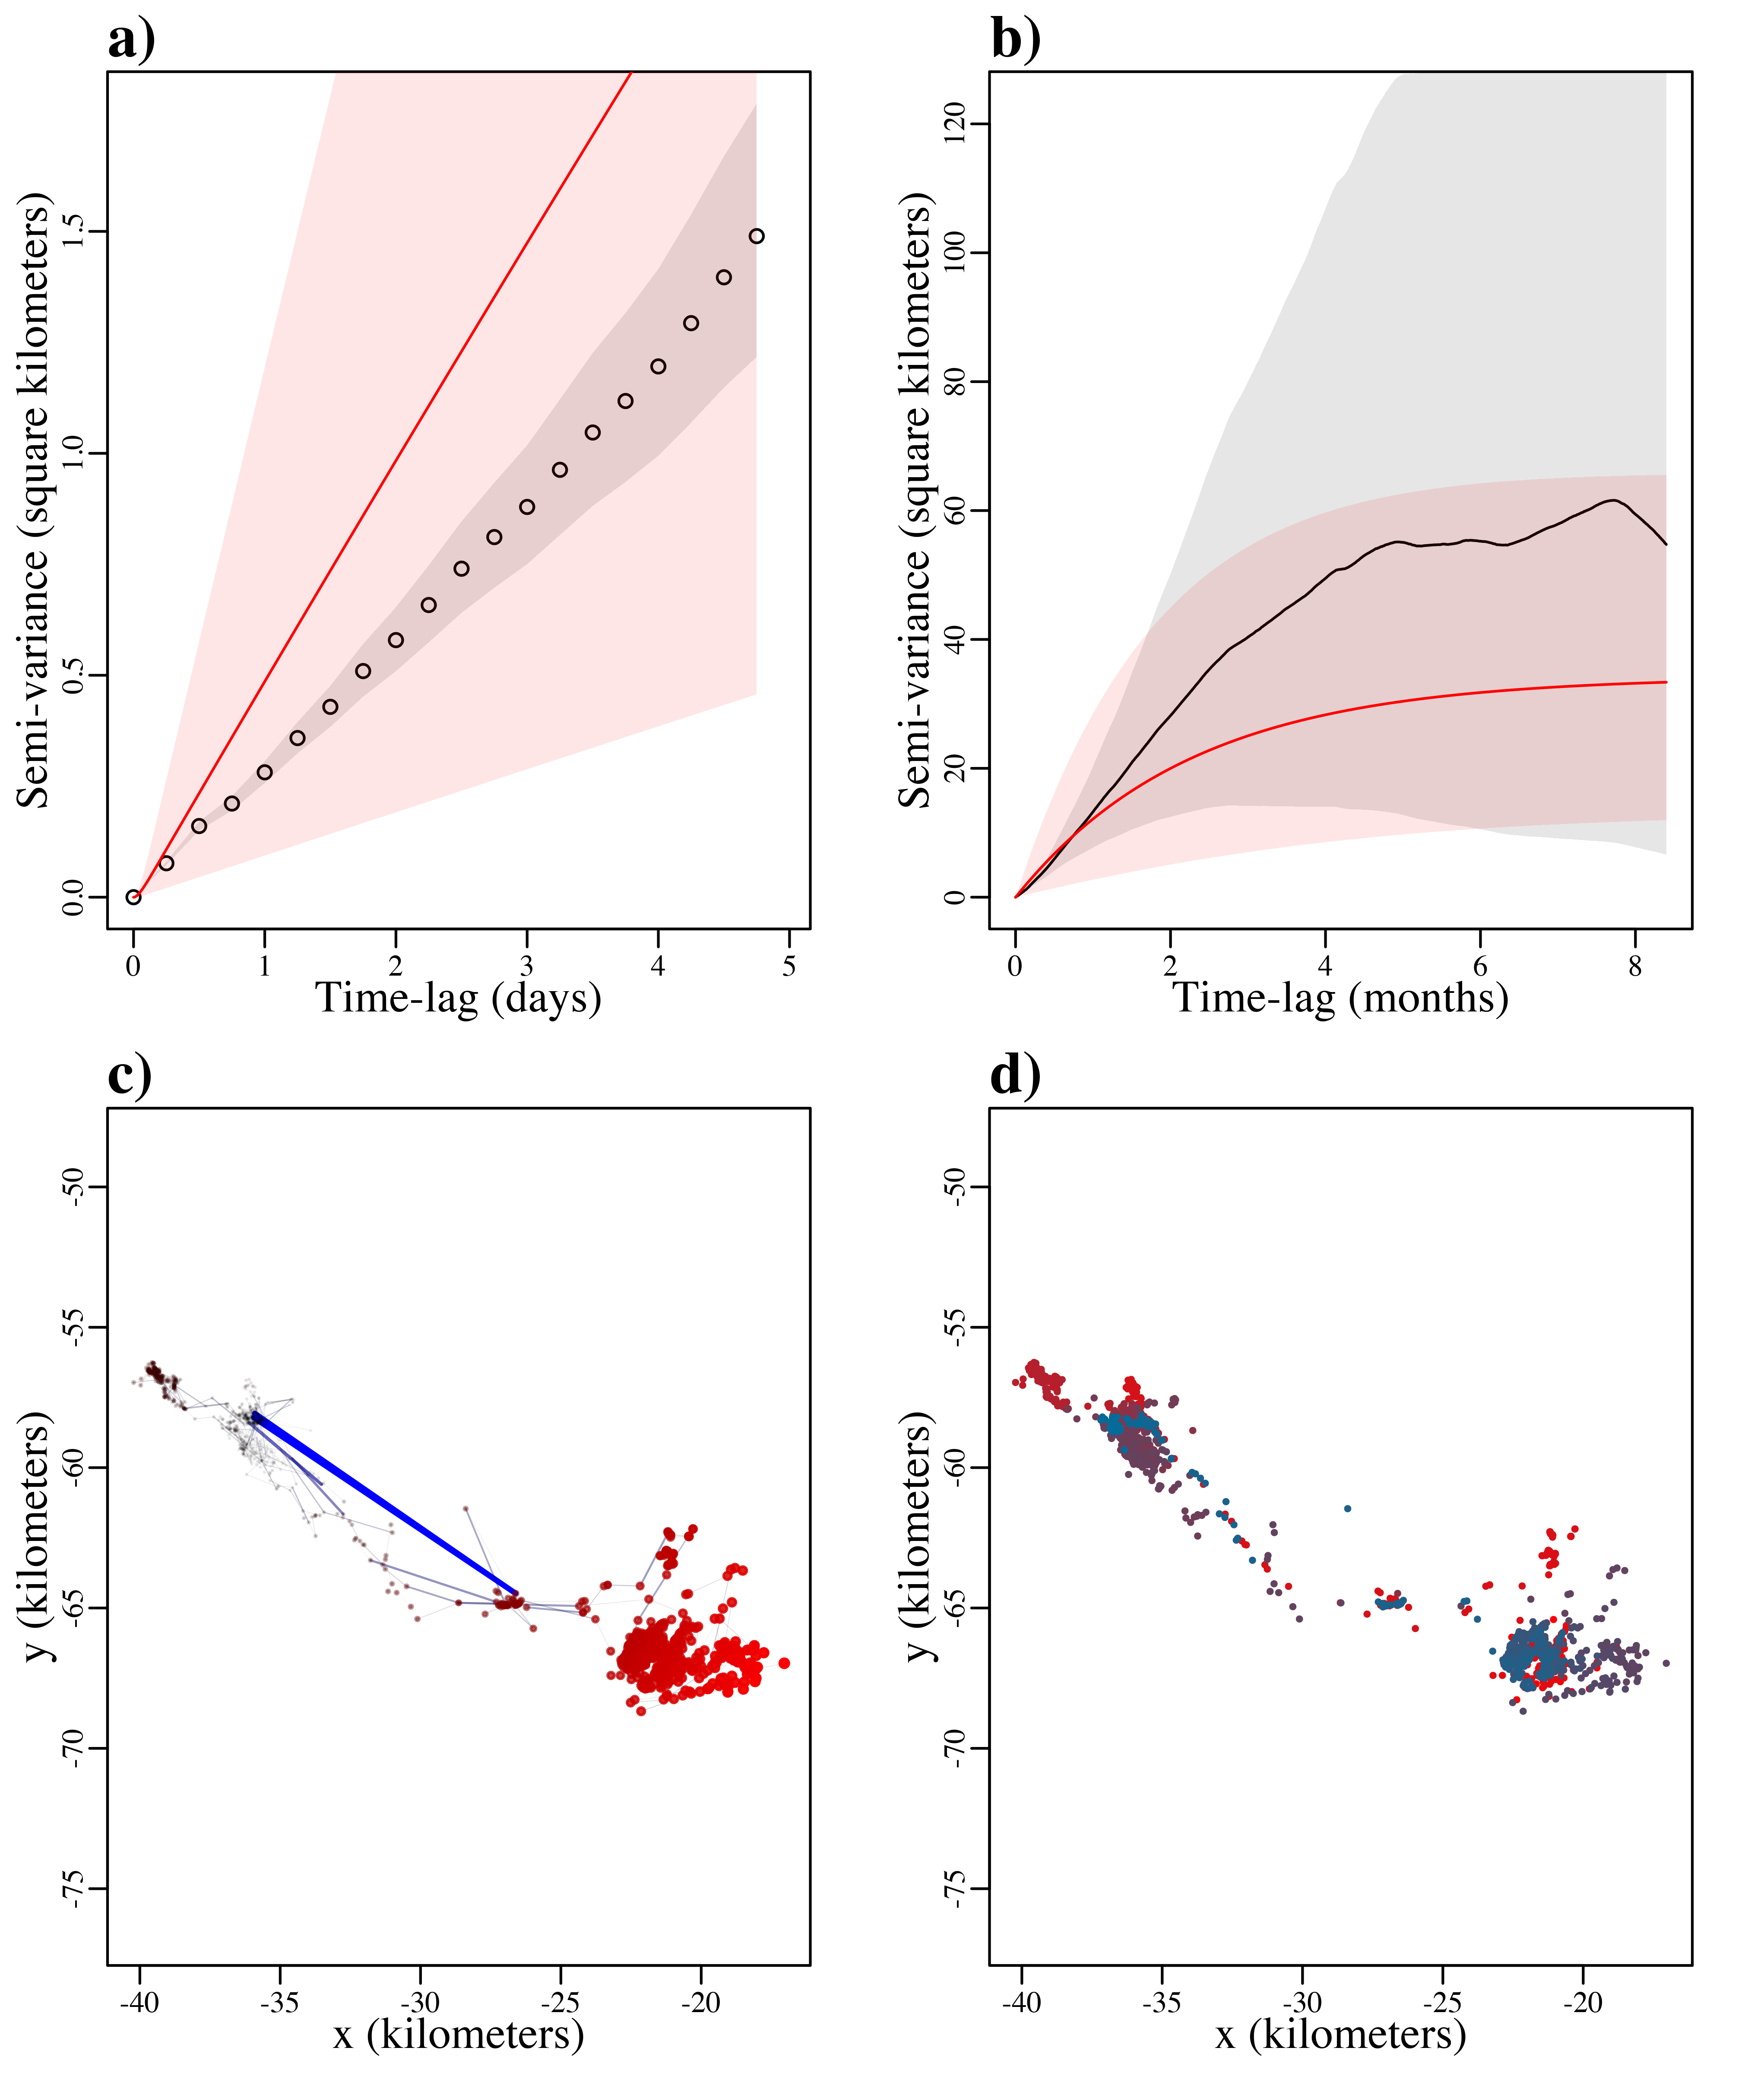 a)
Semi-variance (square kilometers)
0.0 0.5 1.0 1.5
0 1 2 3 4 5
Time-lag (days)
b)
Semi-variance (square kilometers)
0 20 40 60 80 100 120
0 2 4 6 8
Time-lag (months)
c)
y (kilometers)
-75 -70 -65 -60 -55 -50
-40 -35 -30 -25 -20
x (kilometers)
d)
y (kilometers)
-75 -70 -65 -60 -55 -50
-40 -35 -30 -25 -20
x (kilometers)